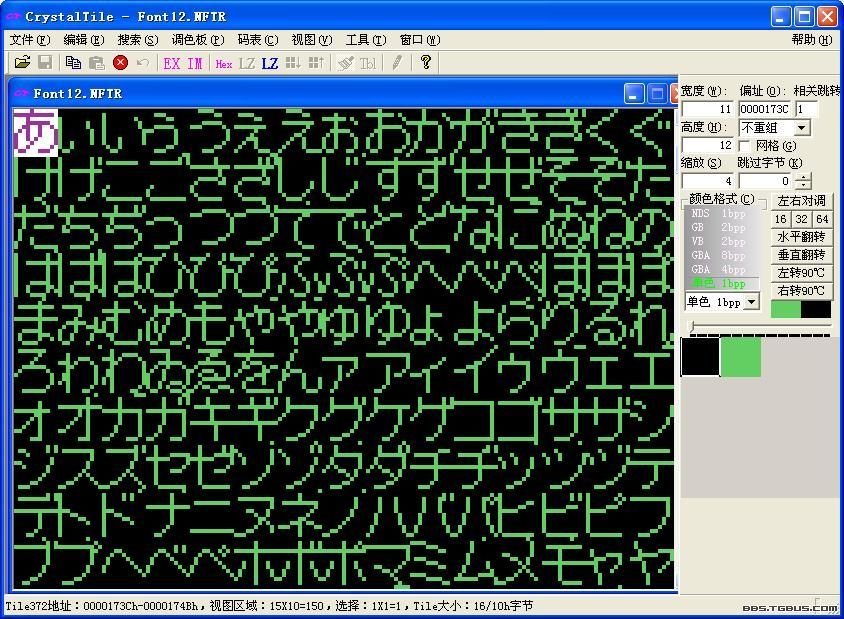 CrystalTile - Font12.NFTR
文件(F) 编辑(E) 搜索(S) 调色板(P) 码表(C) 视图(V) 工具(T) 窗口(W) 帮助(H)
EX IM Hex LZ LZ Tbl ?
Font12.NFTR
あぃいぅうぇえぉおかがきぎくぐ
けげこごさざしじすずせぜそぞた
だちぢっつづてでとどなにぬねの
はばぱひびぴふぶぷへべぺほぼぽ
まみむめもゃやゅゆょよらりるれ
ろゎわゐゑをんァアィイゥウェエ
ォオカガキギクグケゲコゴサザシ
ジスズセゼソゾタダチヂッツヅテ
デトドナニヌネノハバパヒビピフ
ブプヘベペホボポマミムメモャヤ
宽度(W): 偏址(O): 相关跳转
11 0000173C 1
高度(H): 不重组
12 网格(G)
缩放(S) 跳过字节(K)
4 0
颜色格式(C) 左右对调
NDS 1bpp 16 32 64
GB 2bpp 水平翻转
VB 2bpp 垂直翻转
GBA 8bpp
GBA 4bpp 左转90℃
单色 1bpp 右转90℃
单色 1bpp
Tile372地址:0000173Ch-0000174Bh,视图区域:15X10=150,选择:1X1=1,Tile大小:16/10h字节
BBS.TGBUS.COM